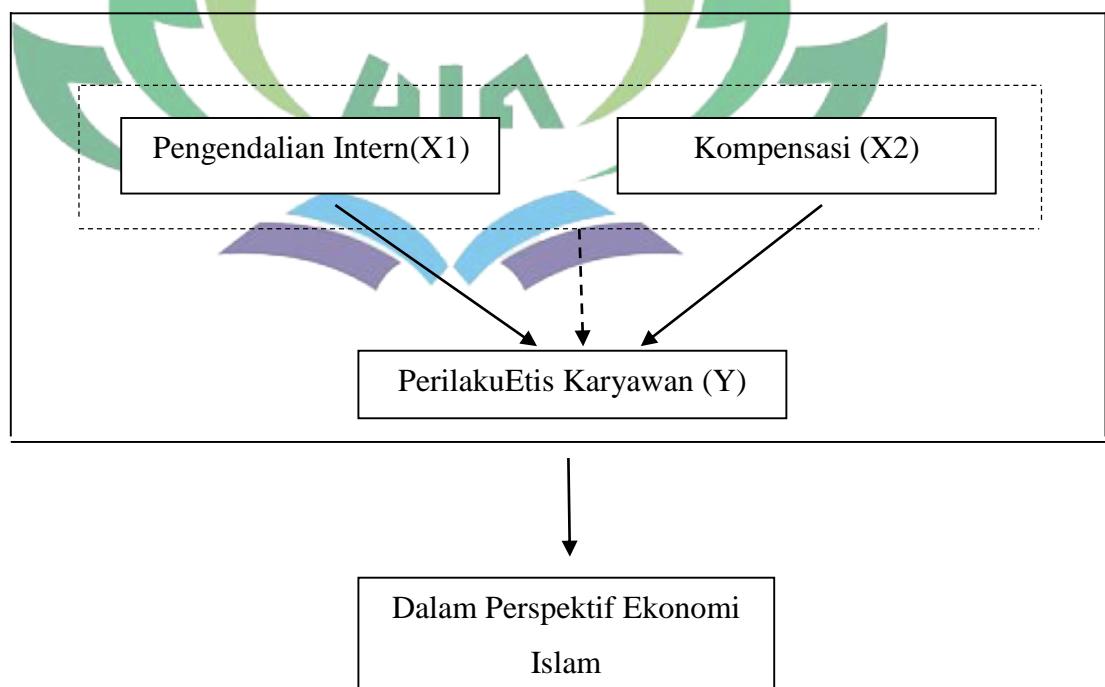 Pengendalian Intern(X1)
Kompensasi (X2)
PerilakuEtis Karyawan (Y)
Dalam Perspektif Ekonomi
Islam